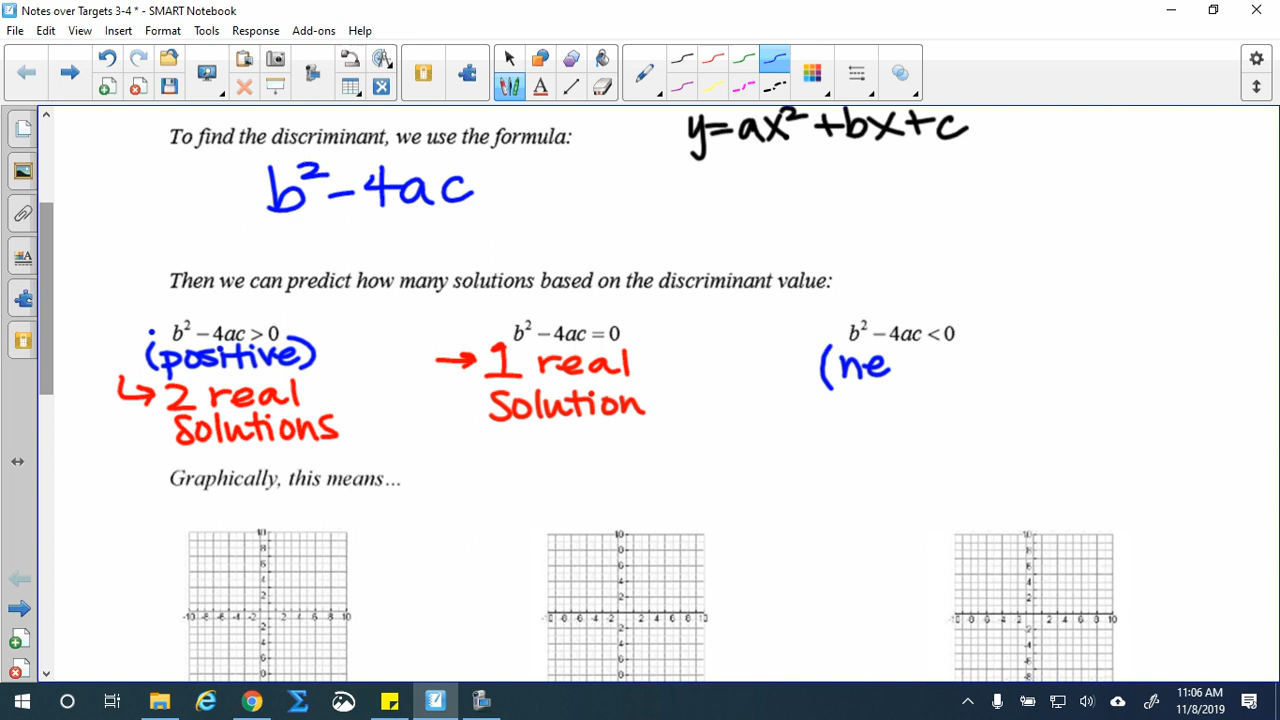 Notes over Targets 3-4 * - SMART Notebook
File Edit View Insert Format Tools Response Add-ons Help
To find the discriminant, we use the formula:
y=ax²+bx+c
b²-4ac
Then we can predict how many solutions based on the discriminant value:
b² − 4ac > 0 b² − 4ac = 0 b² − 4ac < 0
(positive) → 1 real (ne
↳ 2 real solution
solutions
Graphically, this means…
11:06 AM
11/8/2019